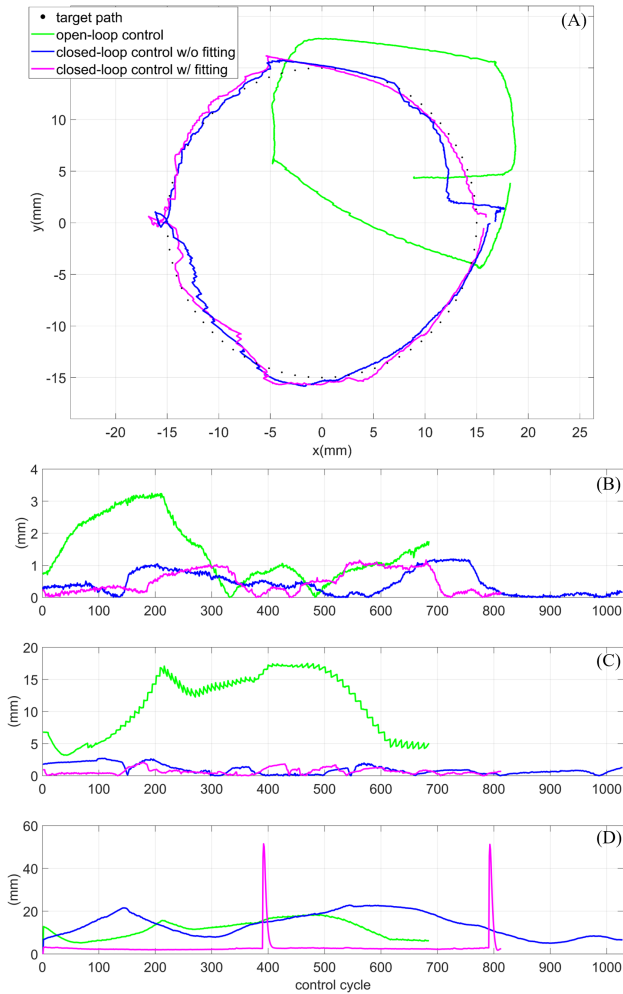 target path
open-loop control
closed-loop control w/o fitting
closed-loop control w/ fitting
(A)
15
10
5
0
-5
-10
-15
y(mm)
-20 -15 -10 -5 0 5 10 15 20 25
x(mm)
(B)
4
3
2
1
0
(mm)
0 100 200 300 400 500 600 700 800 900 1000
(C)
20
15
10
5
0
(mm)
0 100 200 300 400 500 600 700 800 900 1000
(D)
60
40
20
0
(mm)
0 100 200 300 400 500 600 700 800 900 1000
control cycle